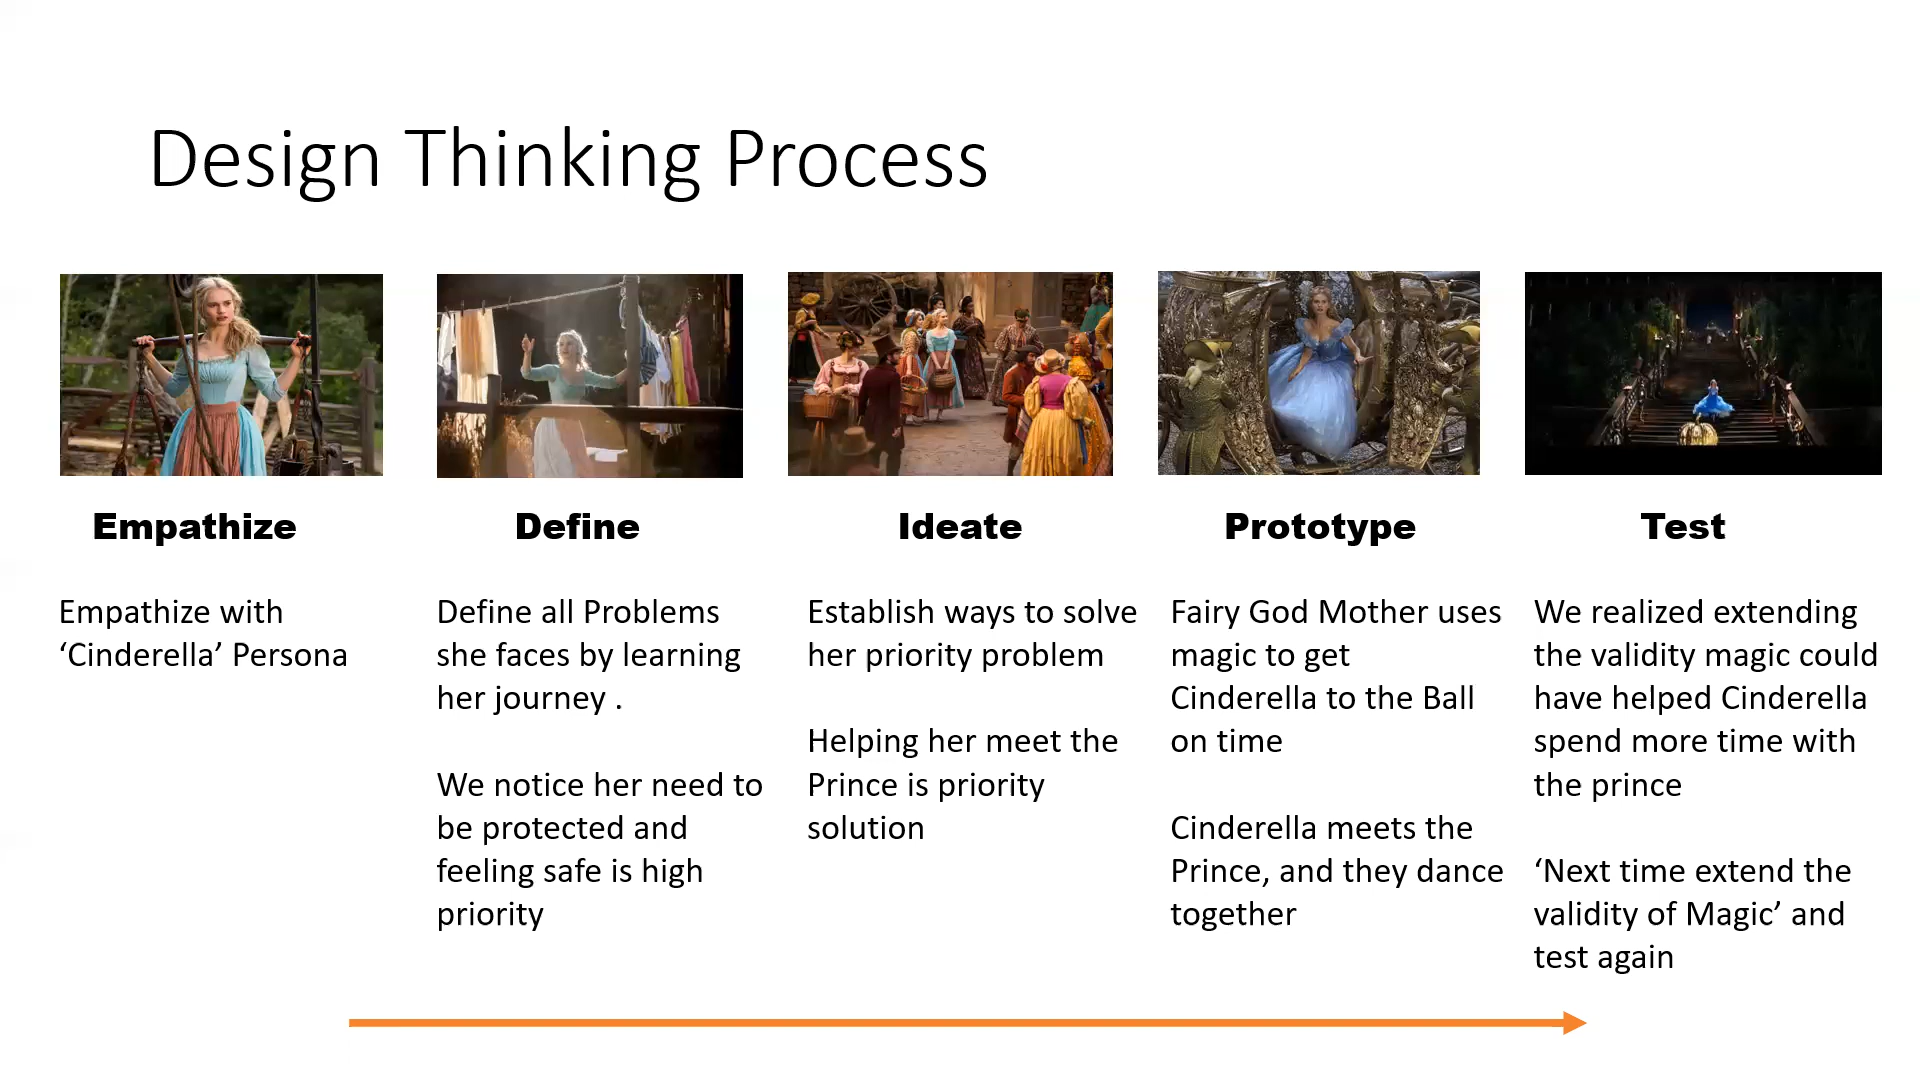 Design Thinking Process
Empathize
Empathize with
‘Cinderella’ Persona
Define
Define all Problems
she faces by learning
her journey .
We notice her need to
be protected and
feeling safe is high
priority
Ideate
Establish ways to solve
her priority problem
Helping her meet the
Prince is priority
solution
Prototype
Fairy God Mother uses
magic to get
Cinderella to the Ball
on time
Cinderella meets the
Prince, and they dance
together
Test
We realized extending
the validity magic could
have helped Cinderella
spend more time with
the prince
‘Next time extend the
validity of Magic’ and
test again